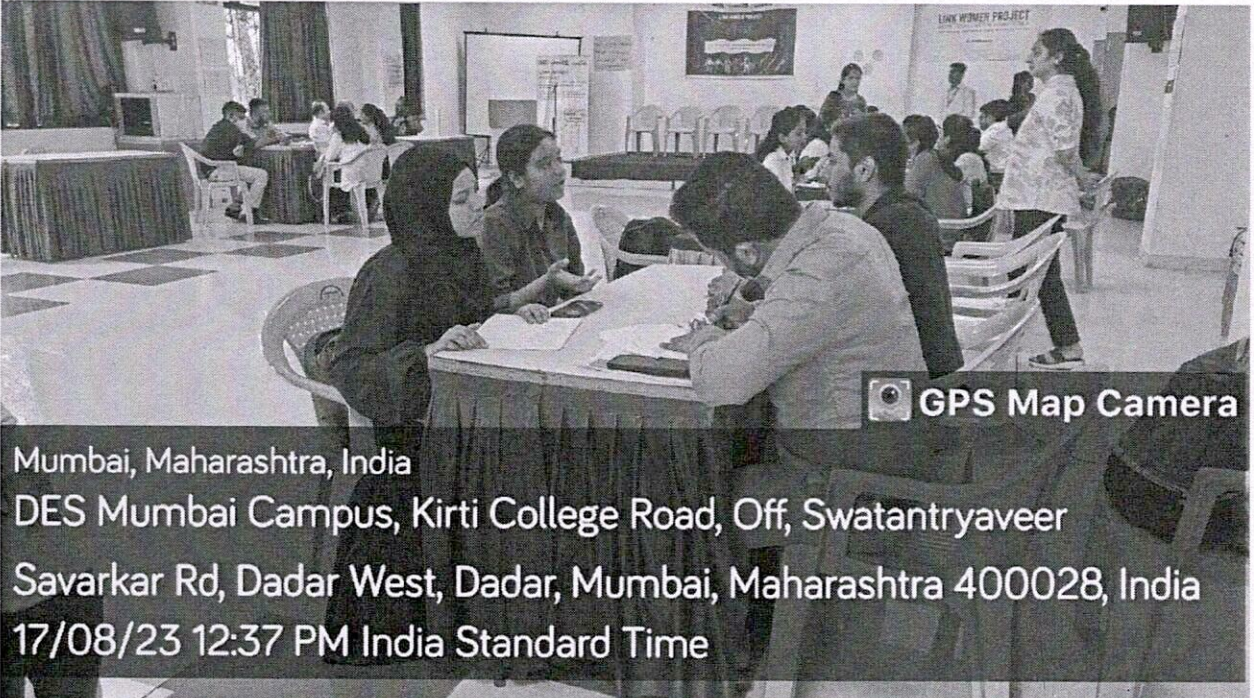 LINK WOMEN PROJECT
GPS Map Camera
Mumbai, Maharashtra, India
DES Mumbai Campus, Kirti College Road, Off, Swatantryaveer
Savarkar Rd, Dadar West, Dadar, Mumbai, Maharashtra 400028, India
17/08/23 12:37 PM India Standard Time